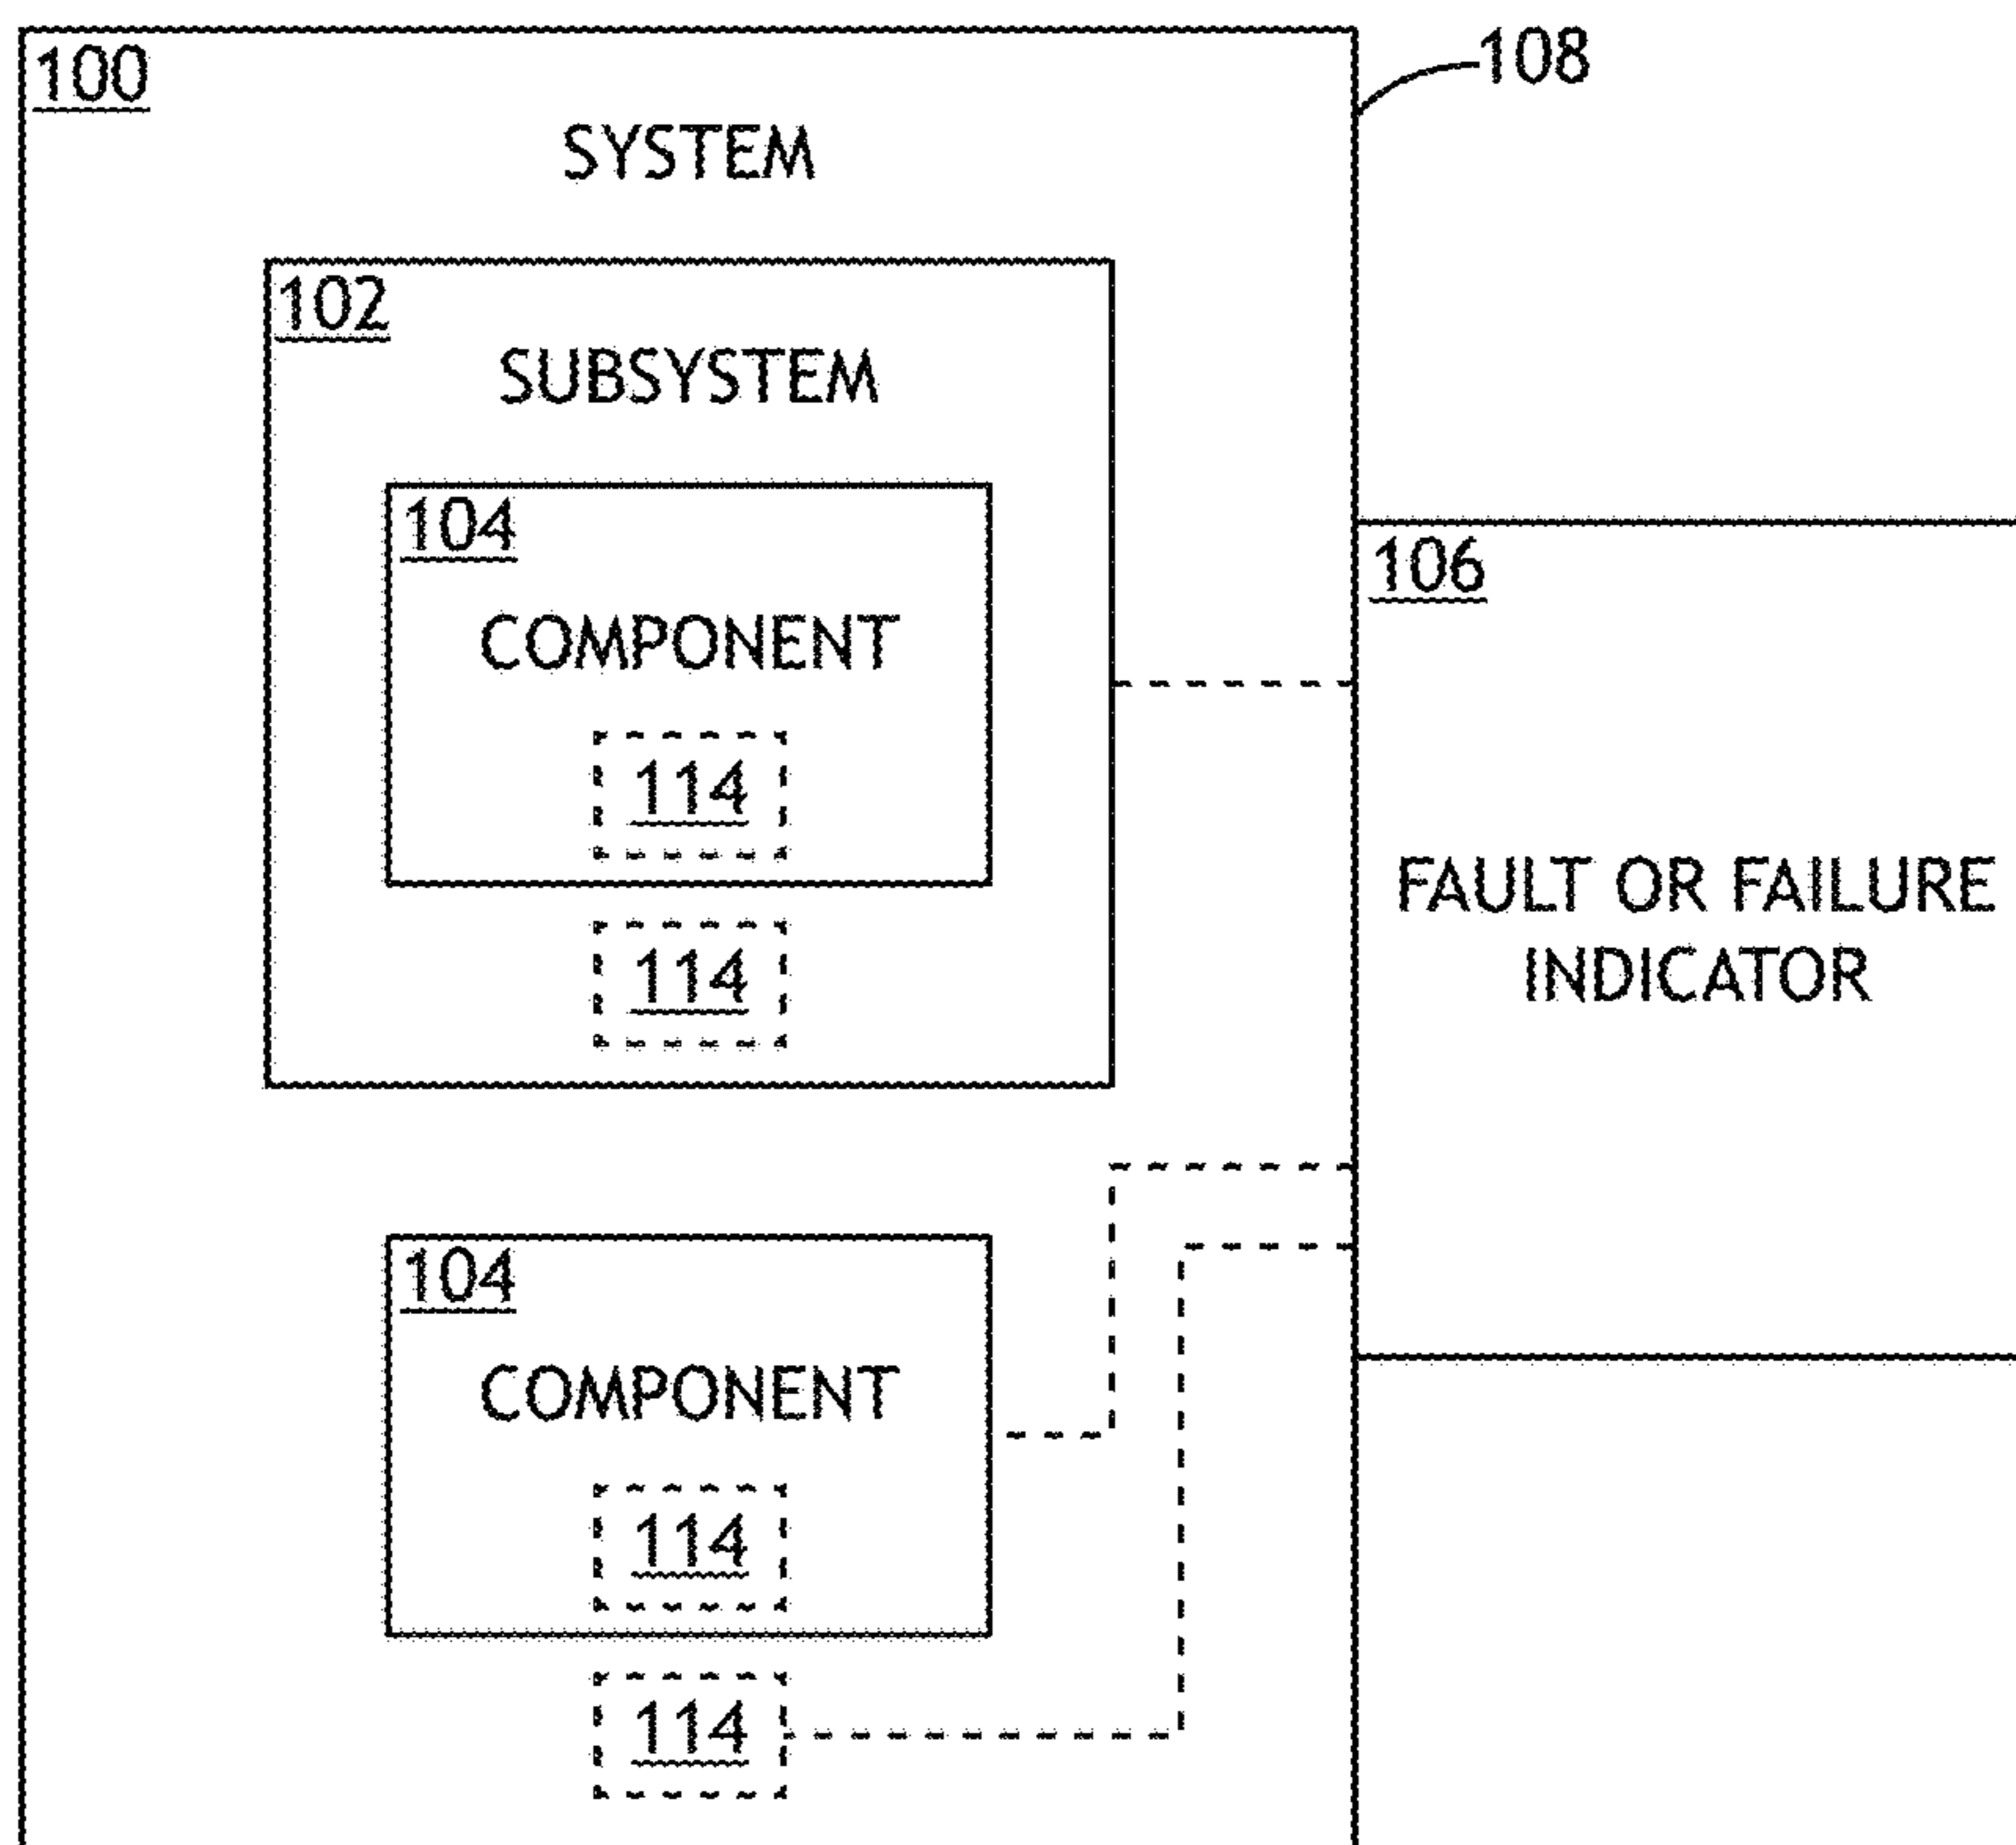 100
108
SYSTEM
102
SUBSYSTEM
104
COMPONENT
114
114
106
FAULT OR FAILURE
INDICATOR
104
COMPONENT
114
114